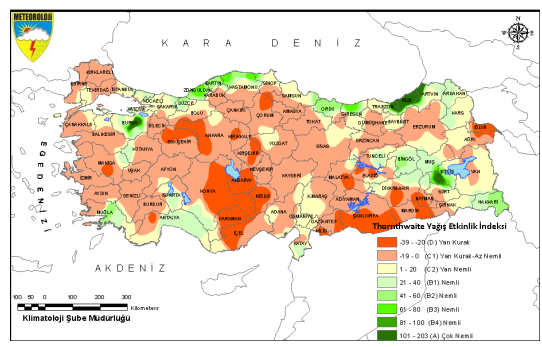 METEOROLOJİ
KARA DENİZ
KIRKLARELİ
TEKİRDAĞ
İSTANBUL
KOCAELİ
SAKARYA
DÜZCE
BOLU
ZONGULDAK
BARTIN
KARABÜK
KASTAMONU
SİNOP
SAMSUN
ORDU
GİRESUN
TRABZON
RİZE
ARTVİN
ARDAHAN
KARS
IĞDIR
AĞRI
ERZURUM
BAYBURT
GÜMÜŞHANE
ERZİNCAN
TOKAT
AMASYA
ÇORUM
ÇANKIRI
ANKARA
KIRIKKALE
YOZGAT
SİVAS
ÇANAKKALE
BALIKESİR
BURSA
BİLECİK
ESKİŞEHİR
KÜTAHYA
MANİSA
UŞAK
AFYON
İZMİR
AYDIN
DENİZLİ
ISPARTA
BURDUR
MUĞLA
ANTALYA
KONYA
AKSARAY
KIRŞEHİR
NEVŞEHİR
KAYSERİ
NİĞDE
KARAMAN
İÇEL
ADANA
OSMANİYE
HATAY
K.MARAŞ
GAZİANTEP
KİLİS
ADIYAMAN
ŞANLIURFA
MALATYA
ELAZIĞ
TUNCELİ
BİNGÖL
MUŞ
BİTLİS
VAN
DİYARBAKIR
BATMAN
SİİRT
MARDİN
ŞIRNAK
HAKKARİ
EGE DENİZİ
AKDENİZ
Thornthwaite Yağış Etkinlik İndeksi
-39 - -20 (D) Yarı Kurak
-19 - 0 (C1) Yarı Kurak-Az Nemli
1 - 20 (C2) Yarı Nemli
21 - 40 (B1) Nemli
41 - 60 (B2) Nemli
61 - 80 (B3) Nemli
81 - 100 (B4) Nemli
101 - 203 (A) Çok Nemli
100 50 0 100 200 300 Kilometers
Klimatoloji Şube Müdürlüğü